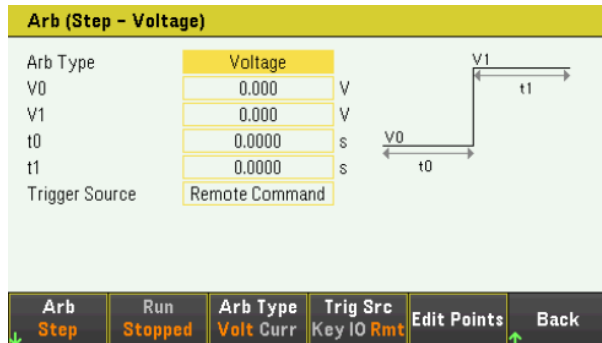 Arb (Step - Voltage)
Arb Type Voltage
V0 0.000 V
V1 0.000 V
t0 0.0000 s
t1 0.0000 s
Trigger Source Remote Command
V1
t1
V0
t0
Arb Run Arb Type Trig Src Edit Points Back
Step Stopped Volt Curr Key IO Rmt